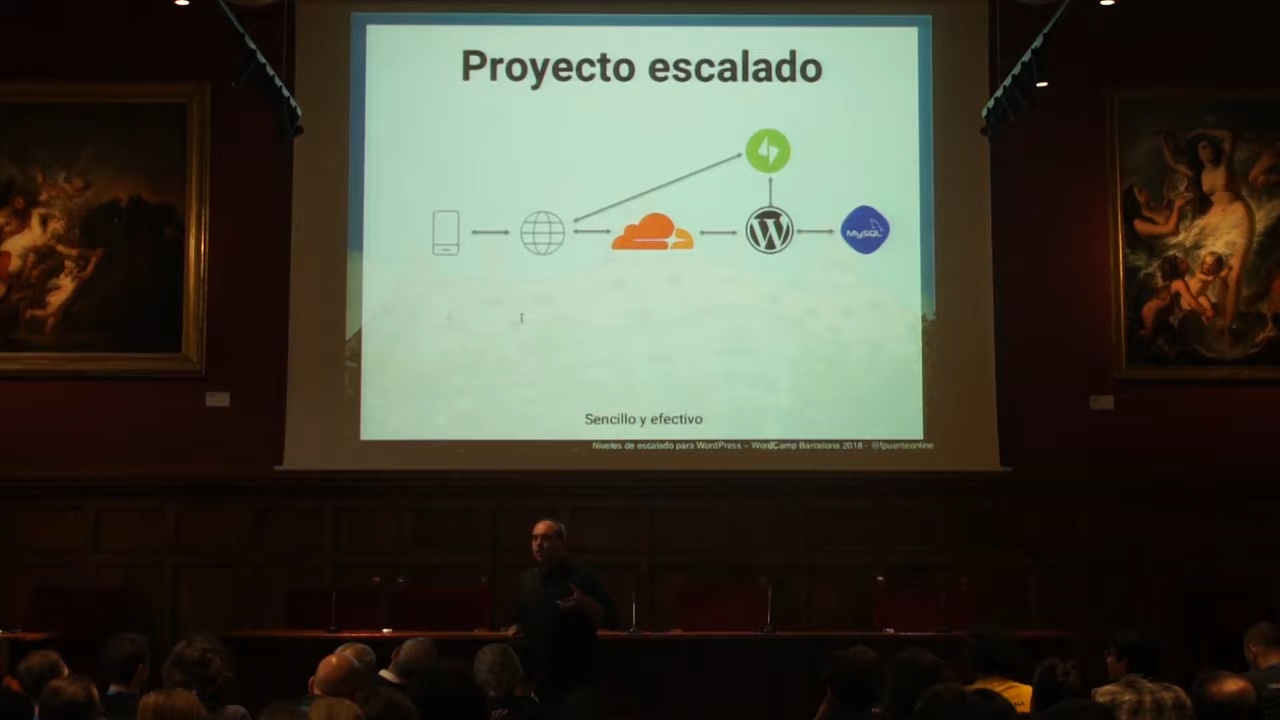 Proyecto escalado
MySQL
Sencillo y efectivo
Niveles de escalado para WordPress – WordCamp Barcelona 2018 - @fpuenteonline